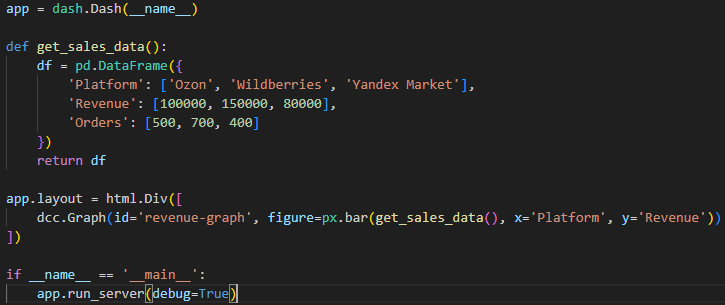 app = dash.Dash(__name__)
def get_sales_data():
    df = pd.DataFrame({
        'Platform': ['Ozon', 'Wildberries', 'Yandex Market'],
        'Revenue': [100000, 150000, 80000],
        'Orders': [500, 700, 400]
    })
    return df
app.layout = html.Div([
    dcc.Graph(id='revenue-graph', figure=px.bar(get_sales_data(), x='Platform', y='Revenue'))
])
if __name__ == '__main__':
    app.run_server(debug=True)